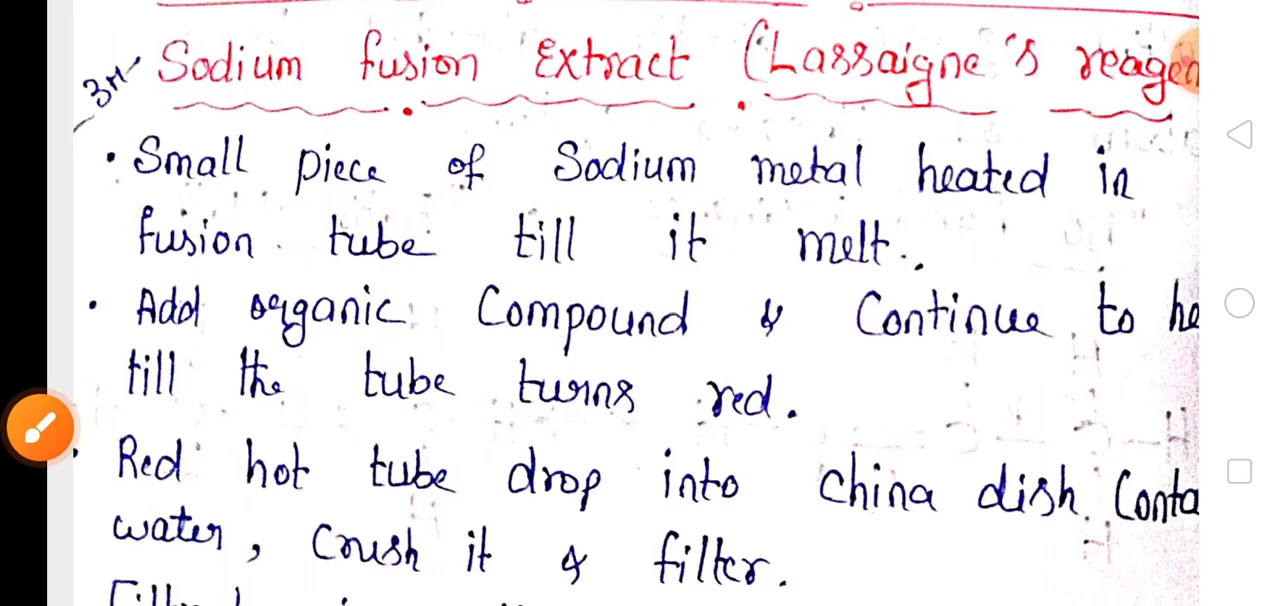 3M Sodium fusion Extract (Lassaigne's reagen
• Small piece of Sodium metal heated in
fusion tube till it melt.
• Add organic Compound & Continue to he
till the tube turns red.
Red hot tube drop into china dish Conta
water, Crush it & filter.